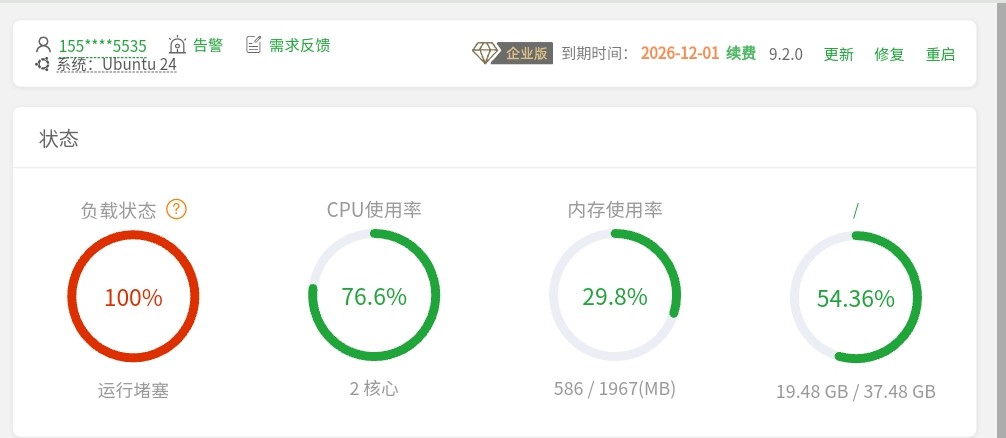 155****5535 告警 需求反馈
系统：Ubuntu 24
企业版 到期时间： 2026-12-01 续费 9.2.0 更新 修复 重启
状态
负载状态 ? CPU使用率 内存使用率 /
100% 76.6% 29.8% 54.36%
运行堵塞 2 核心 586 / 1967(MB) 19.48 GB / 37.48 GB